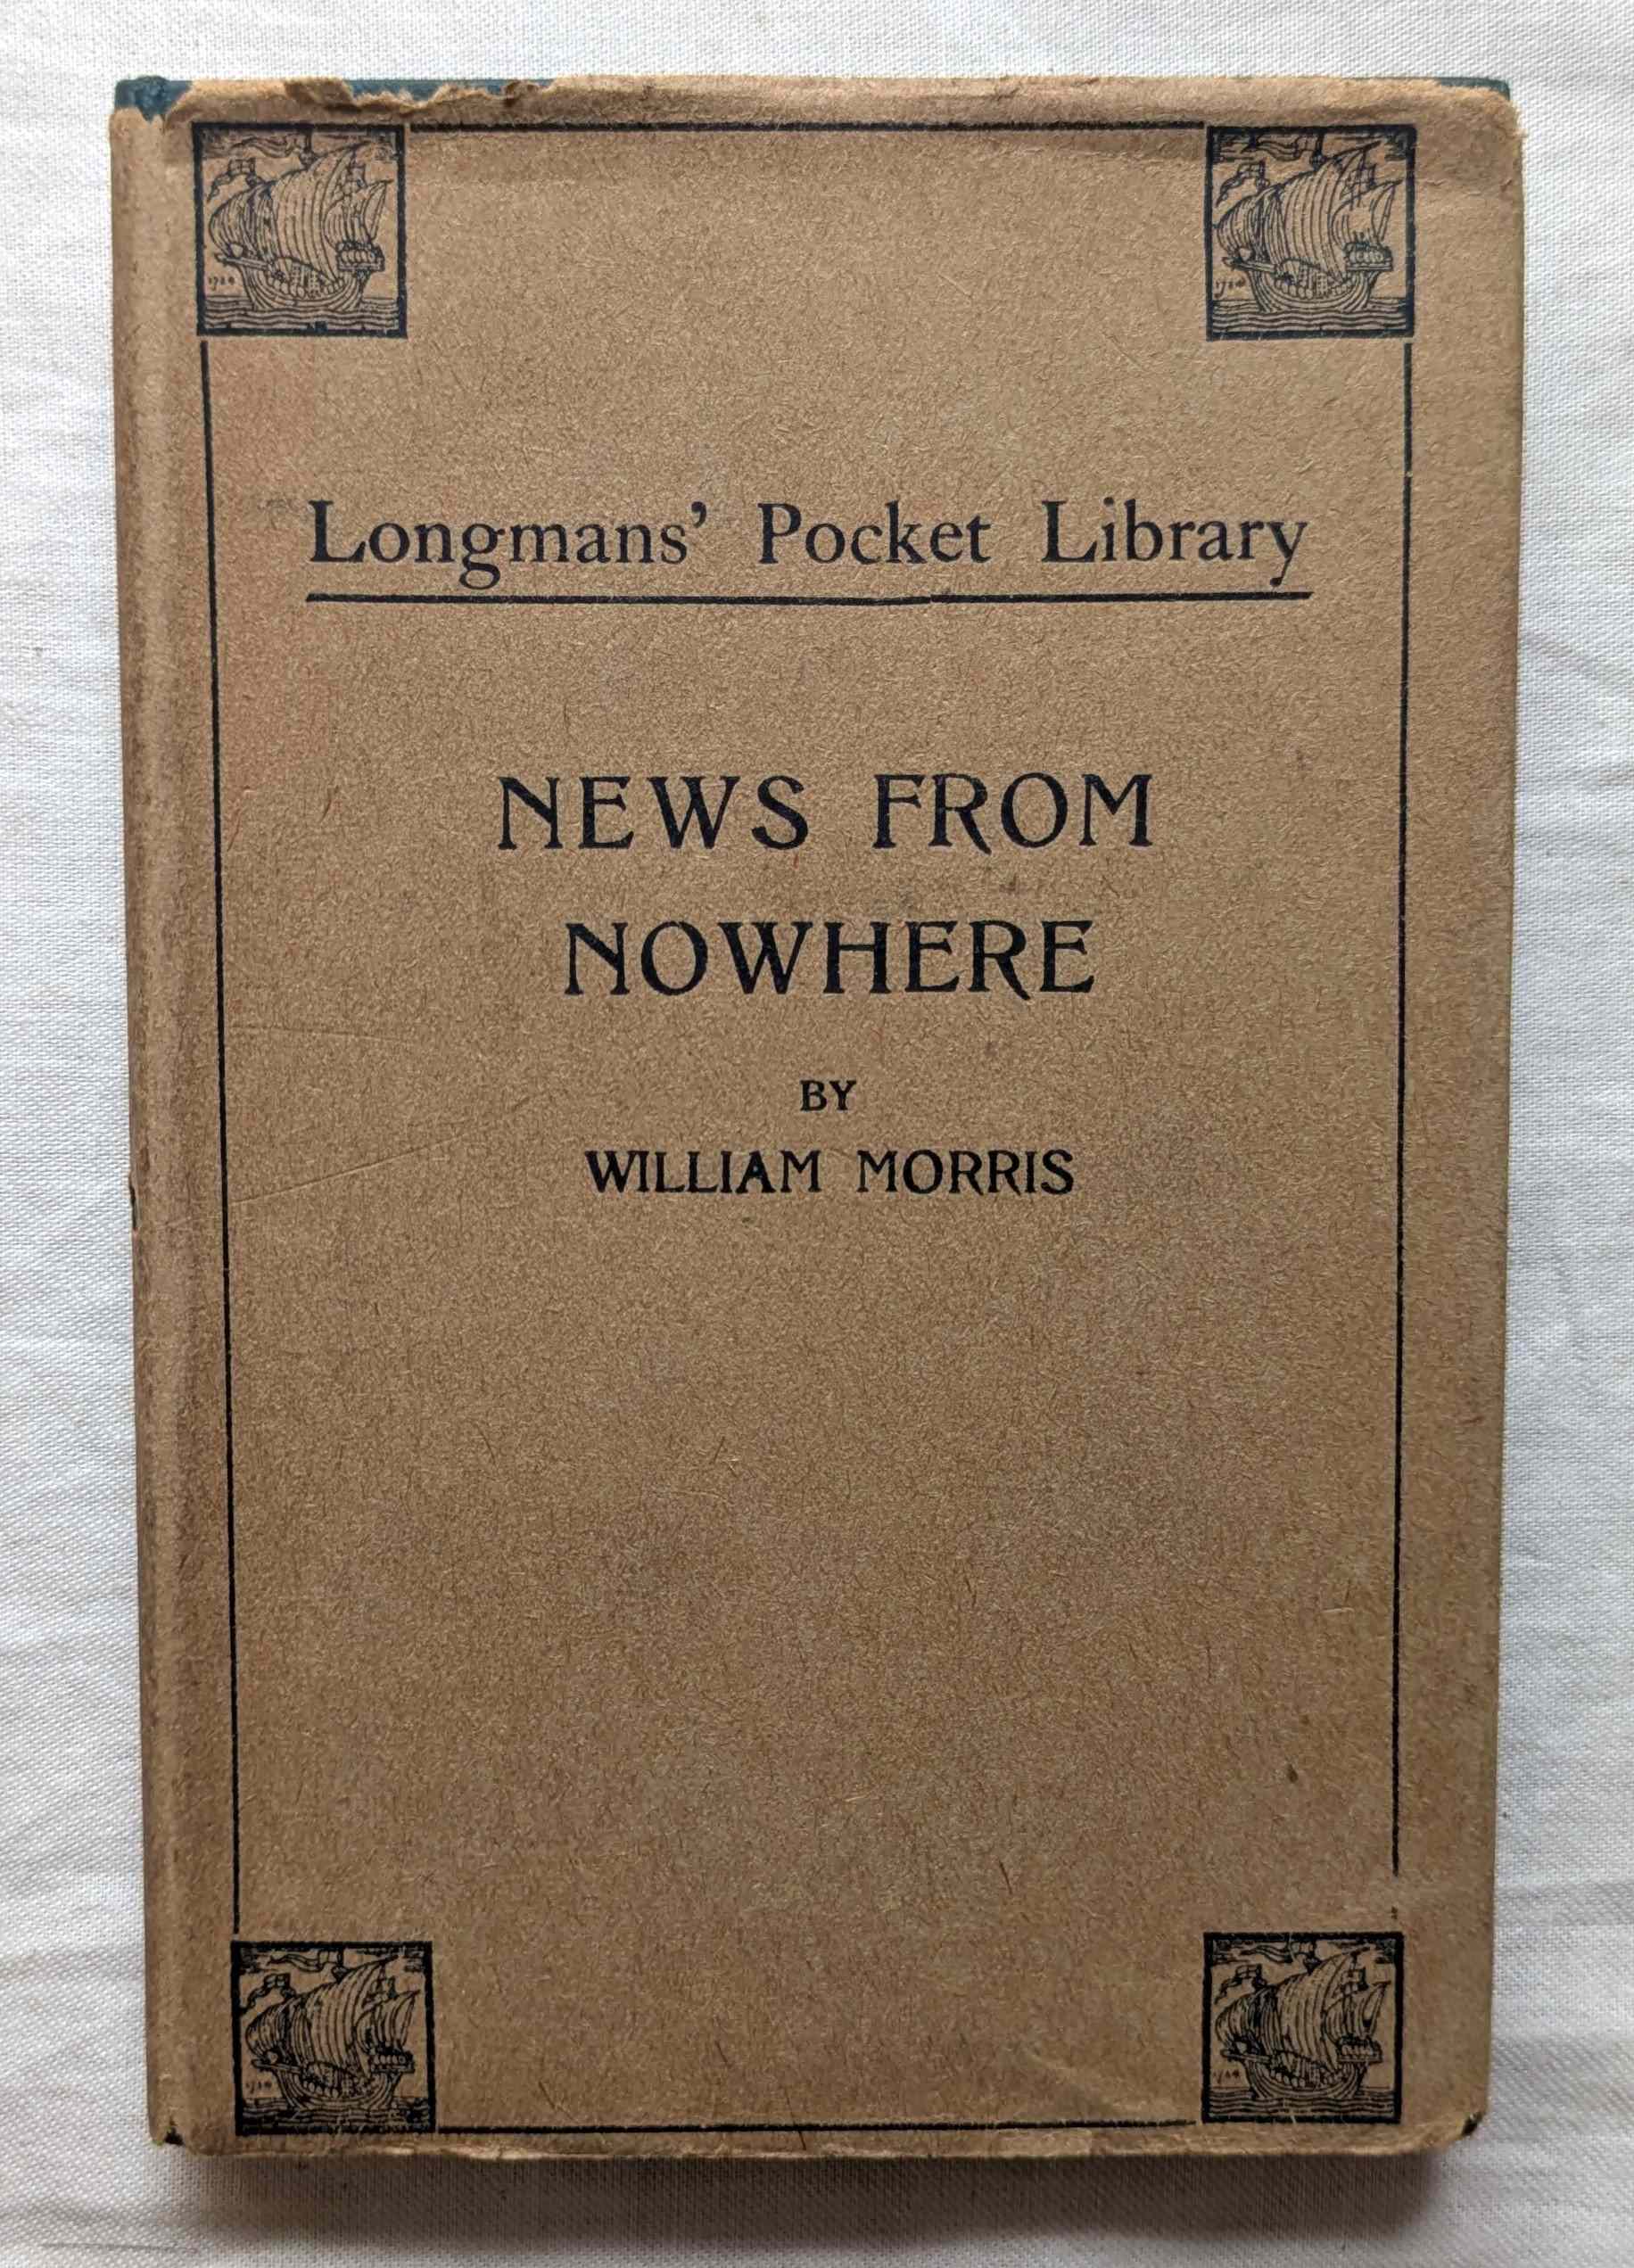 Longmans’ Pocket Library
NEWS FROM
NOWHERE
BY
WILLIAM MORRIS